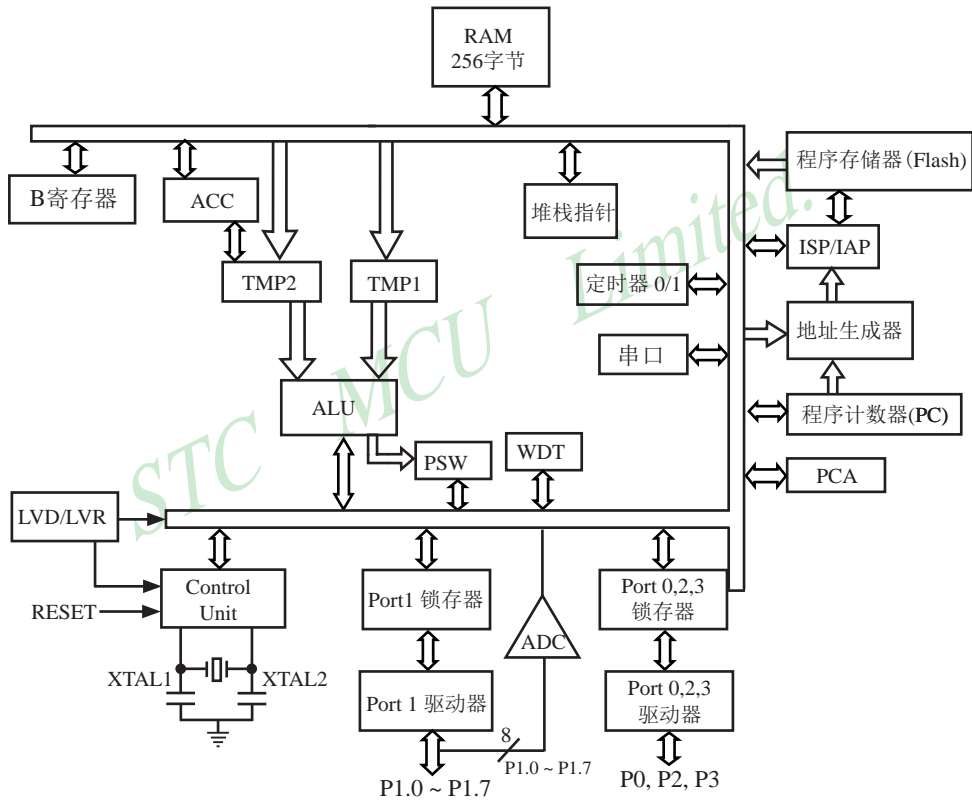 RAM
256字节
程序存储器(Flash)
B寄存器
ACC
堆栈指针
ISP/IAP
TMP2
TMP1
定时器 0/1
地址生成器
串口
ALU
程序计数器(PC)
PSW
WDT
PCA
LVD/LVR
Control
Unit
RESET
Port1 锁存器
ADC
Port 0,2,3
锁存器
XTAL1
XTAL2
Port 1 驱动器
Port 0,2,3
驱动器
8
P1.0 ~ P1.7
P1.0 ~ P1.7
P0, P2, P3
STC MCU Limited.